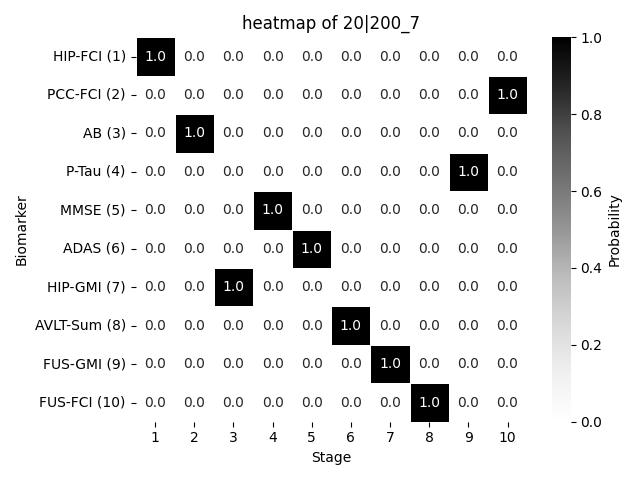 heatmap of 20|200_7
HIP-FCI (1) 1.0 0.0 0.0 0.0 0.0 0.0 0.0 0.0 0.0 0.0
PCC-FCI (2) 0.0 0.0 0.0 0.0 0.0 0.0 0.0 0.0 0.0 1.0
AB (3) 0.0 1.0 0.0 0.0 0.0 0.0 0.0 0.0 0.0 0.0
P-Tau (4) 0.0 0.0 0.0 0.0 0.0 0.0 0.0 0.0 1.0 0.0
MMSE (5) 0.0 0.0 0.0 1.0 0.0 0.0 0.0 0.0 0.0 0.0
ADAS (6) 0.0 0.0 0.0 0.0 1.0 0.0 0.0 0.0 0.0 0.0
HIP-GMI (7) 0.0 0.0 1.0 0.0 0.0 0.0 0.0 0.0 0.0 0.0
AVLT-Sum (8) 0.0 0.0 0.0 0.0 0.0 1.0 0.0 0.0 0.0 0.0
FUS-GMI (9) 0.0 0.0 0.0 0.0 0.0 0.0 1.0 0.0 0.0 0.0
FUS-FCI (10) 0.0 0.0 0.0 0.0 0.0 0.0 0.0 1.0 0.0 0.0
1 2 3 4 5 6 7 8 9 10
Stage
Biomarker
1.0
0.8
0.6
0.4
0.2
0.0
Probability